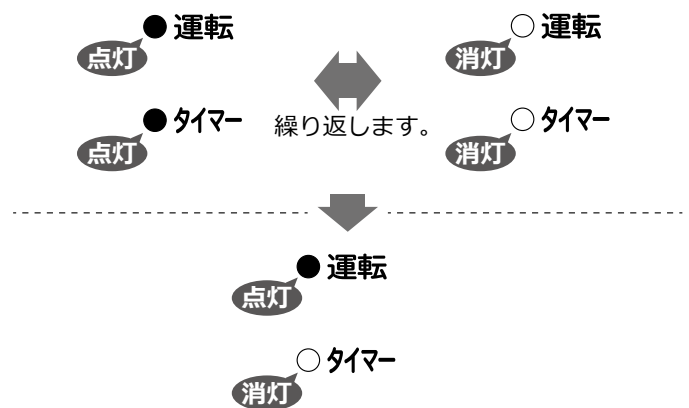 ●運転
点灯
○運転
消灯
●タイマー
点灯
繰り返します。
○タイマー
消灯
●運転
点灯
○タイマー
消灯